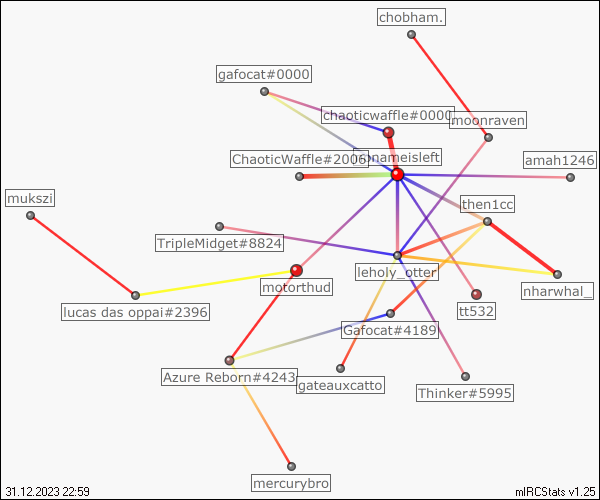 chobham.
gafocat#0000
chaoticwaffle#0000
moonraven
nonameisleft
ChaoticWaffle#2006
amah1246
mukszi
then1cc
TripleMidget#8824
leholy_otter
motorthud
nharwhal_
lucas das oppai#2396
tt532
Gafocat#4189
Azure Reborn#4243
gateauxcatto
Thinker#5995
mercurybro
31.12.2023 22:59
mIRCStats v1.25